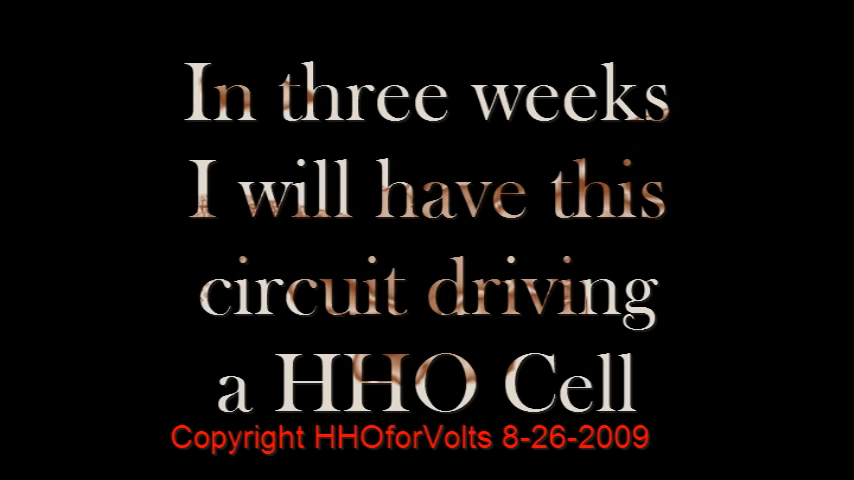 In three weeks
I will have this
circuit driving
a HHO Cell
Copyright HHOforVolts 8-26-2009